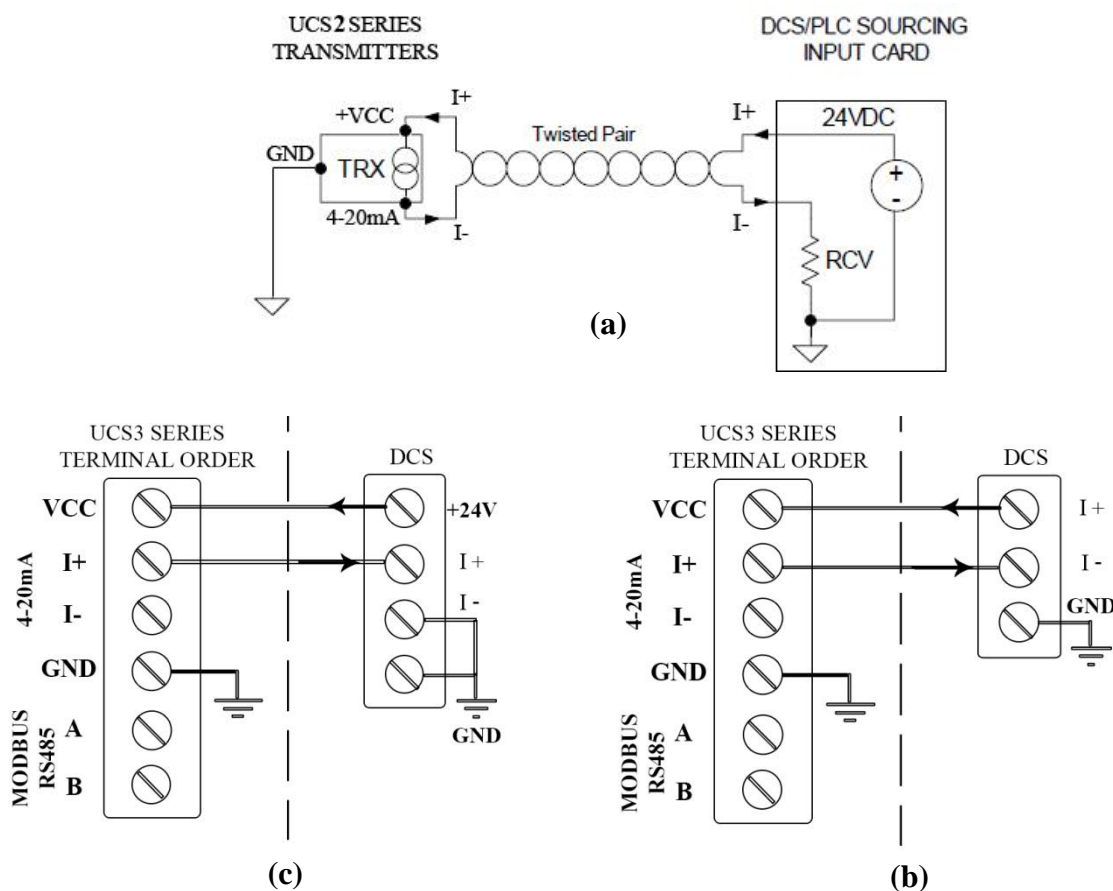 UCS2 SERIES
TRANSMITTERS
DCS/PLC SOURCING
INPUT CARD
I+
+VCC
GND
TRX
4-20mA
I-
Twisted Pair
I+
24VDC
+
-
I-
RCV
(a)
UCS3 SERIES
TERMINAL ORDER
DCS
VCC
+24V
4-20mA
I+
I +
I-
I -
GND
GND
MODBUS
RS485
A
B
(c)
UCS3 SERIES
TERMINAL ORDER
DCS
VCC
I +
4-20mA
I+
I -
I-
GND
GND
MODBUS
RS485
A
B
(b)